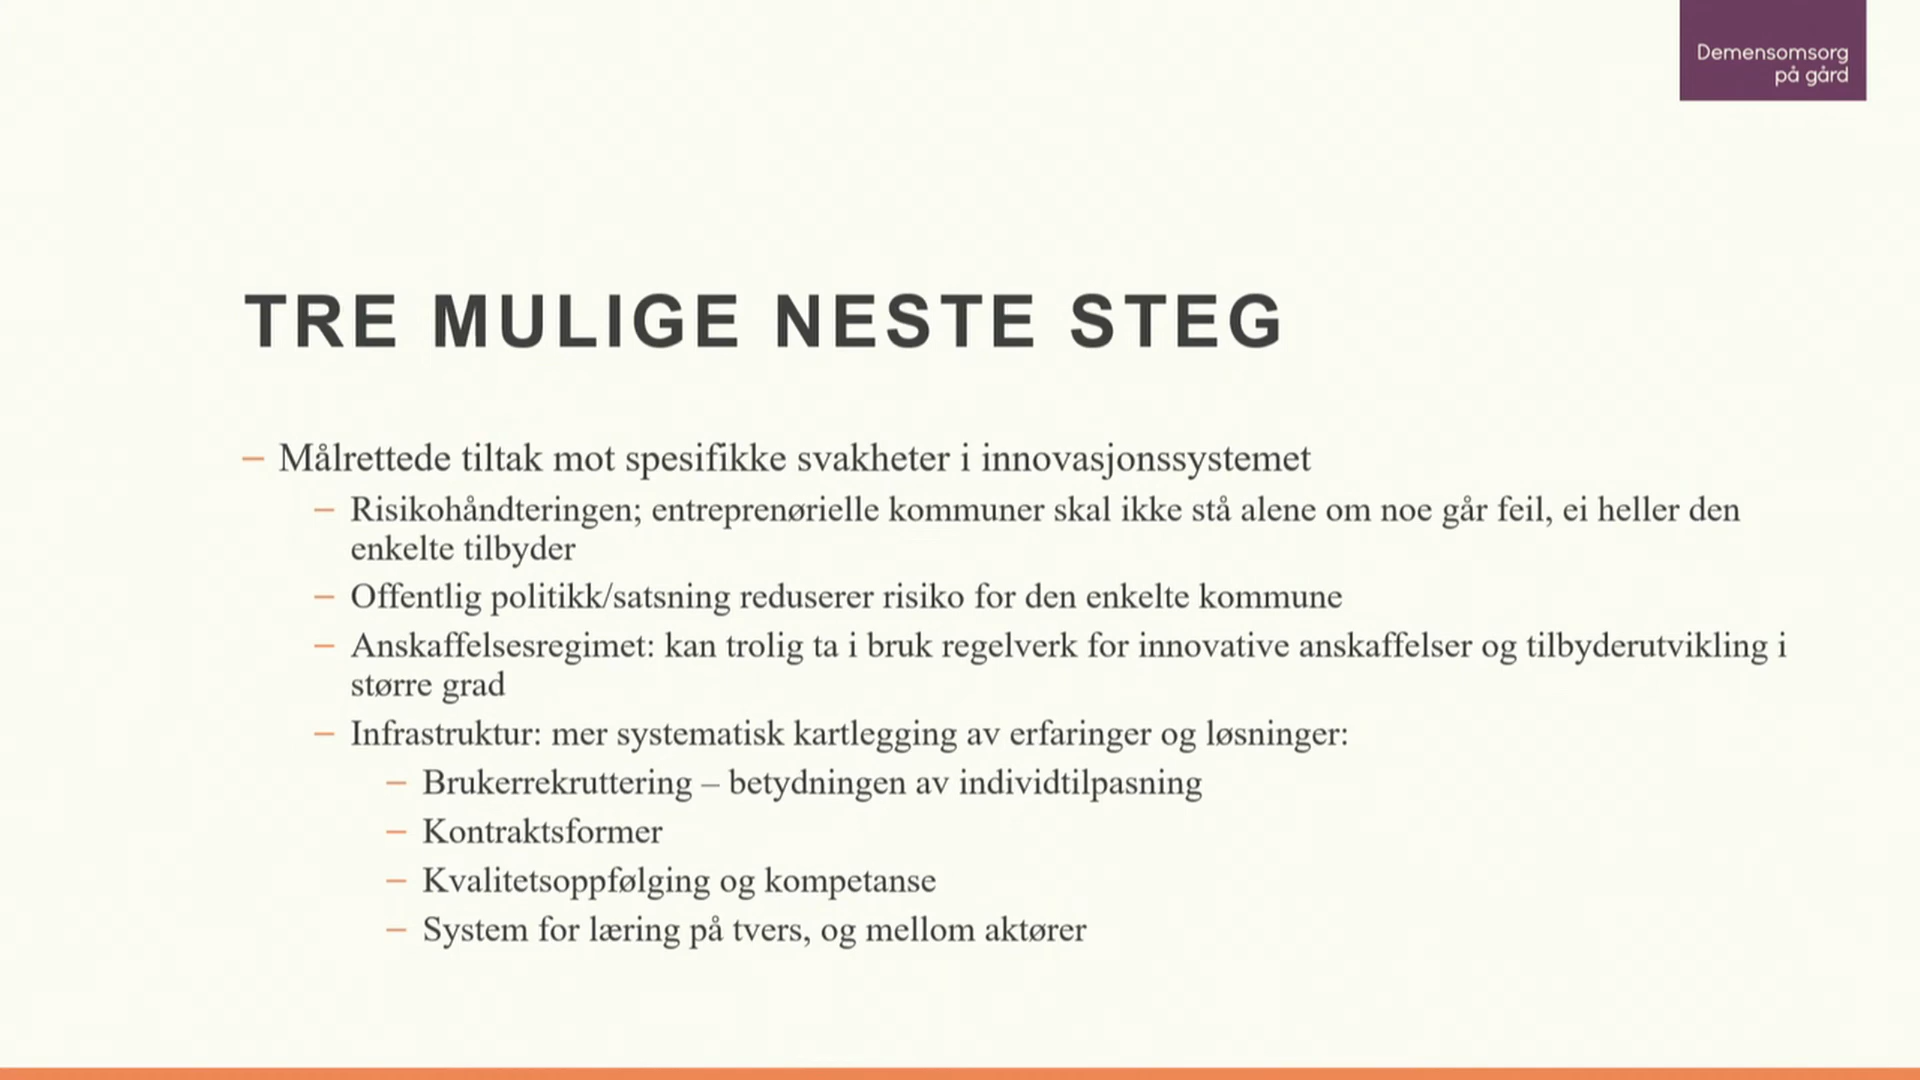 Demensomsorg
på gård
TRE MULIGE NESTE STEG
– Målrettede tiltak mot spesifikke svakheter i innovasjonssystemet
– Risikohåndteringen; entreprenørielle kommuner skal ikke stå alene om noe går feil, ei heller den
enkelte tilbyder
– Offentlig politikk/satsning reduserer risiko for den enkelte kommune
– Anskaffelsesregimet: kan trolig ta i bruk regelverk for innovative anskaffelser og tilbyderutvikling i
større grad
– Infrastruktur: mer systematisk kartlegging av erfaringer og løsninger:
– Brukerrekruttering – betydningen av individtilpasning
– Kontraktsformer
– Kvalitetsoppfølging og kompetanse
– System for læring på tvers, og mellom aktører